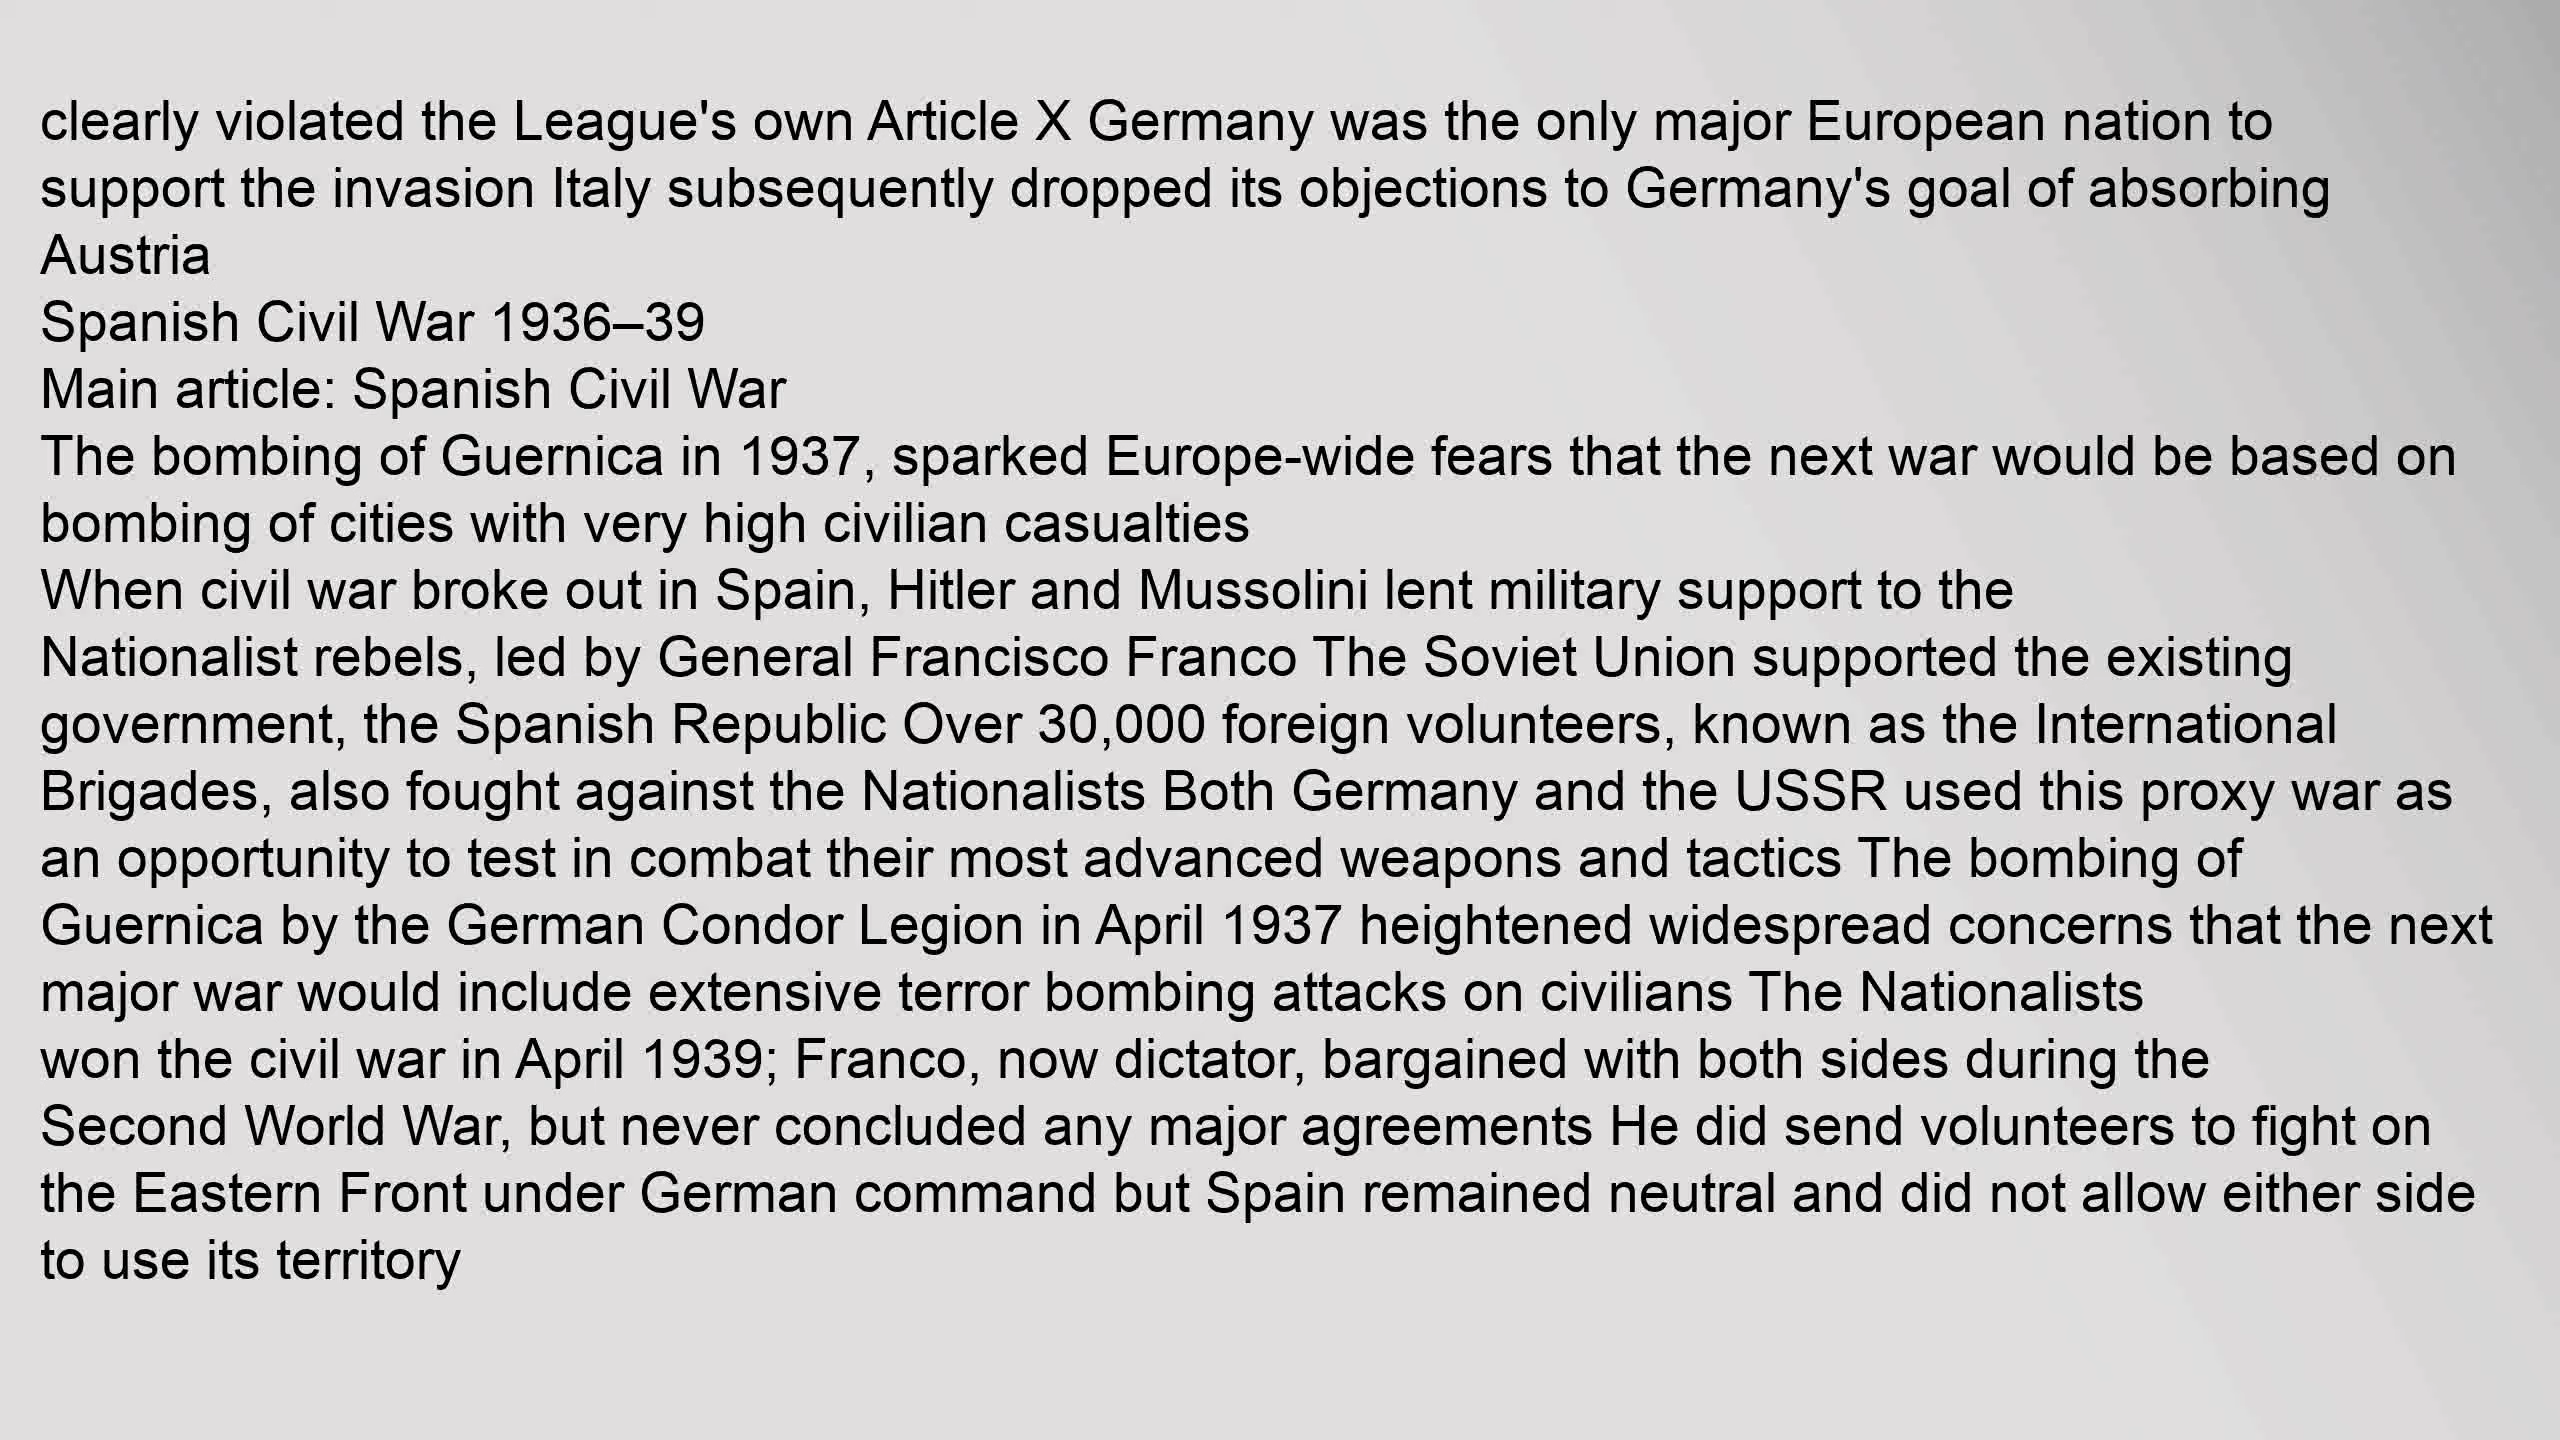 clearly violated the League's own Article X Germany was the only major European nation to
support the invasion Italy subsequently dropped its objections to Germany's goal of absorbing
Austria
Spanish Civil War 1936–39
Main article: Spanish Civil War
The bombing of Guernica in 1937, sparked Europe-wide fears that the next war would be based on
bombing of cities with very high civilian casualties
When civil war broke out in Spain, Hitler and Mussolini lent military support to the
Nationalist rebels, led by General Francisco Franco The Soviet Union supported the existing
government, the Spanish Republic Over 30,000 foreign volunteers, known as the International
Brigades, also fought against the Nationalists Both Germany and the USSR used this proxy war as
an opportunity to test in combat their most advanced weapons and tactics The bombing of
Guernica by the German Condor Legion in April 1937 heightened widespread concerns that the next
major war would include extensive terror bombing attacks on civilians The Nationalists
won the civil war in April 1939; Franco, now dictator, bargained with both sides during the
Second World War, but never concluded any major agreements He did send volunteers to fight on
the Eastern Front under German command but Spain remained neutral and did not allow either side
to use its territory